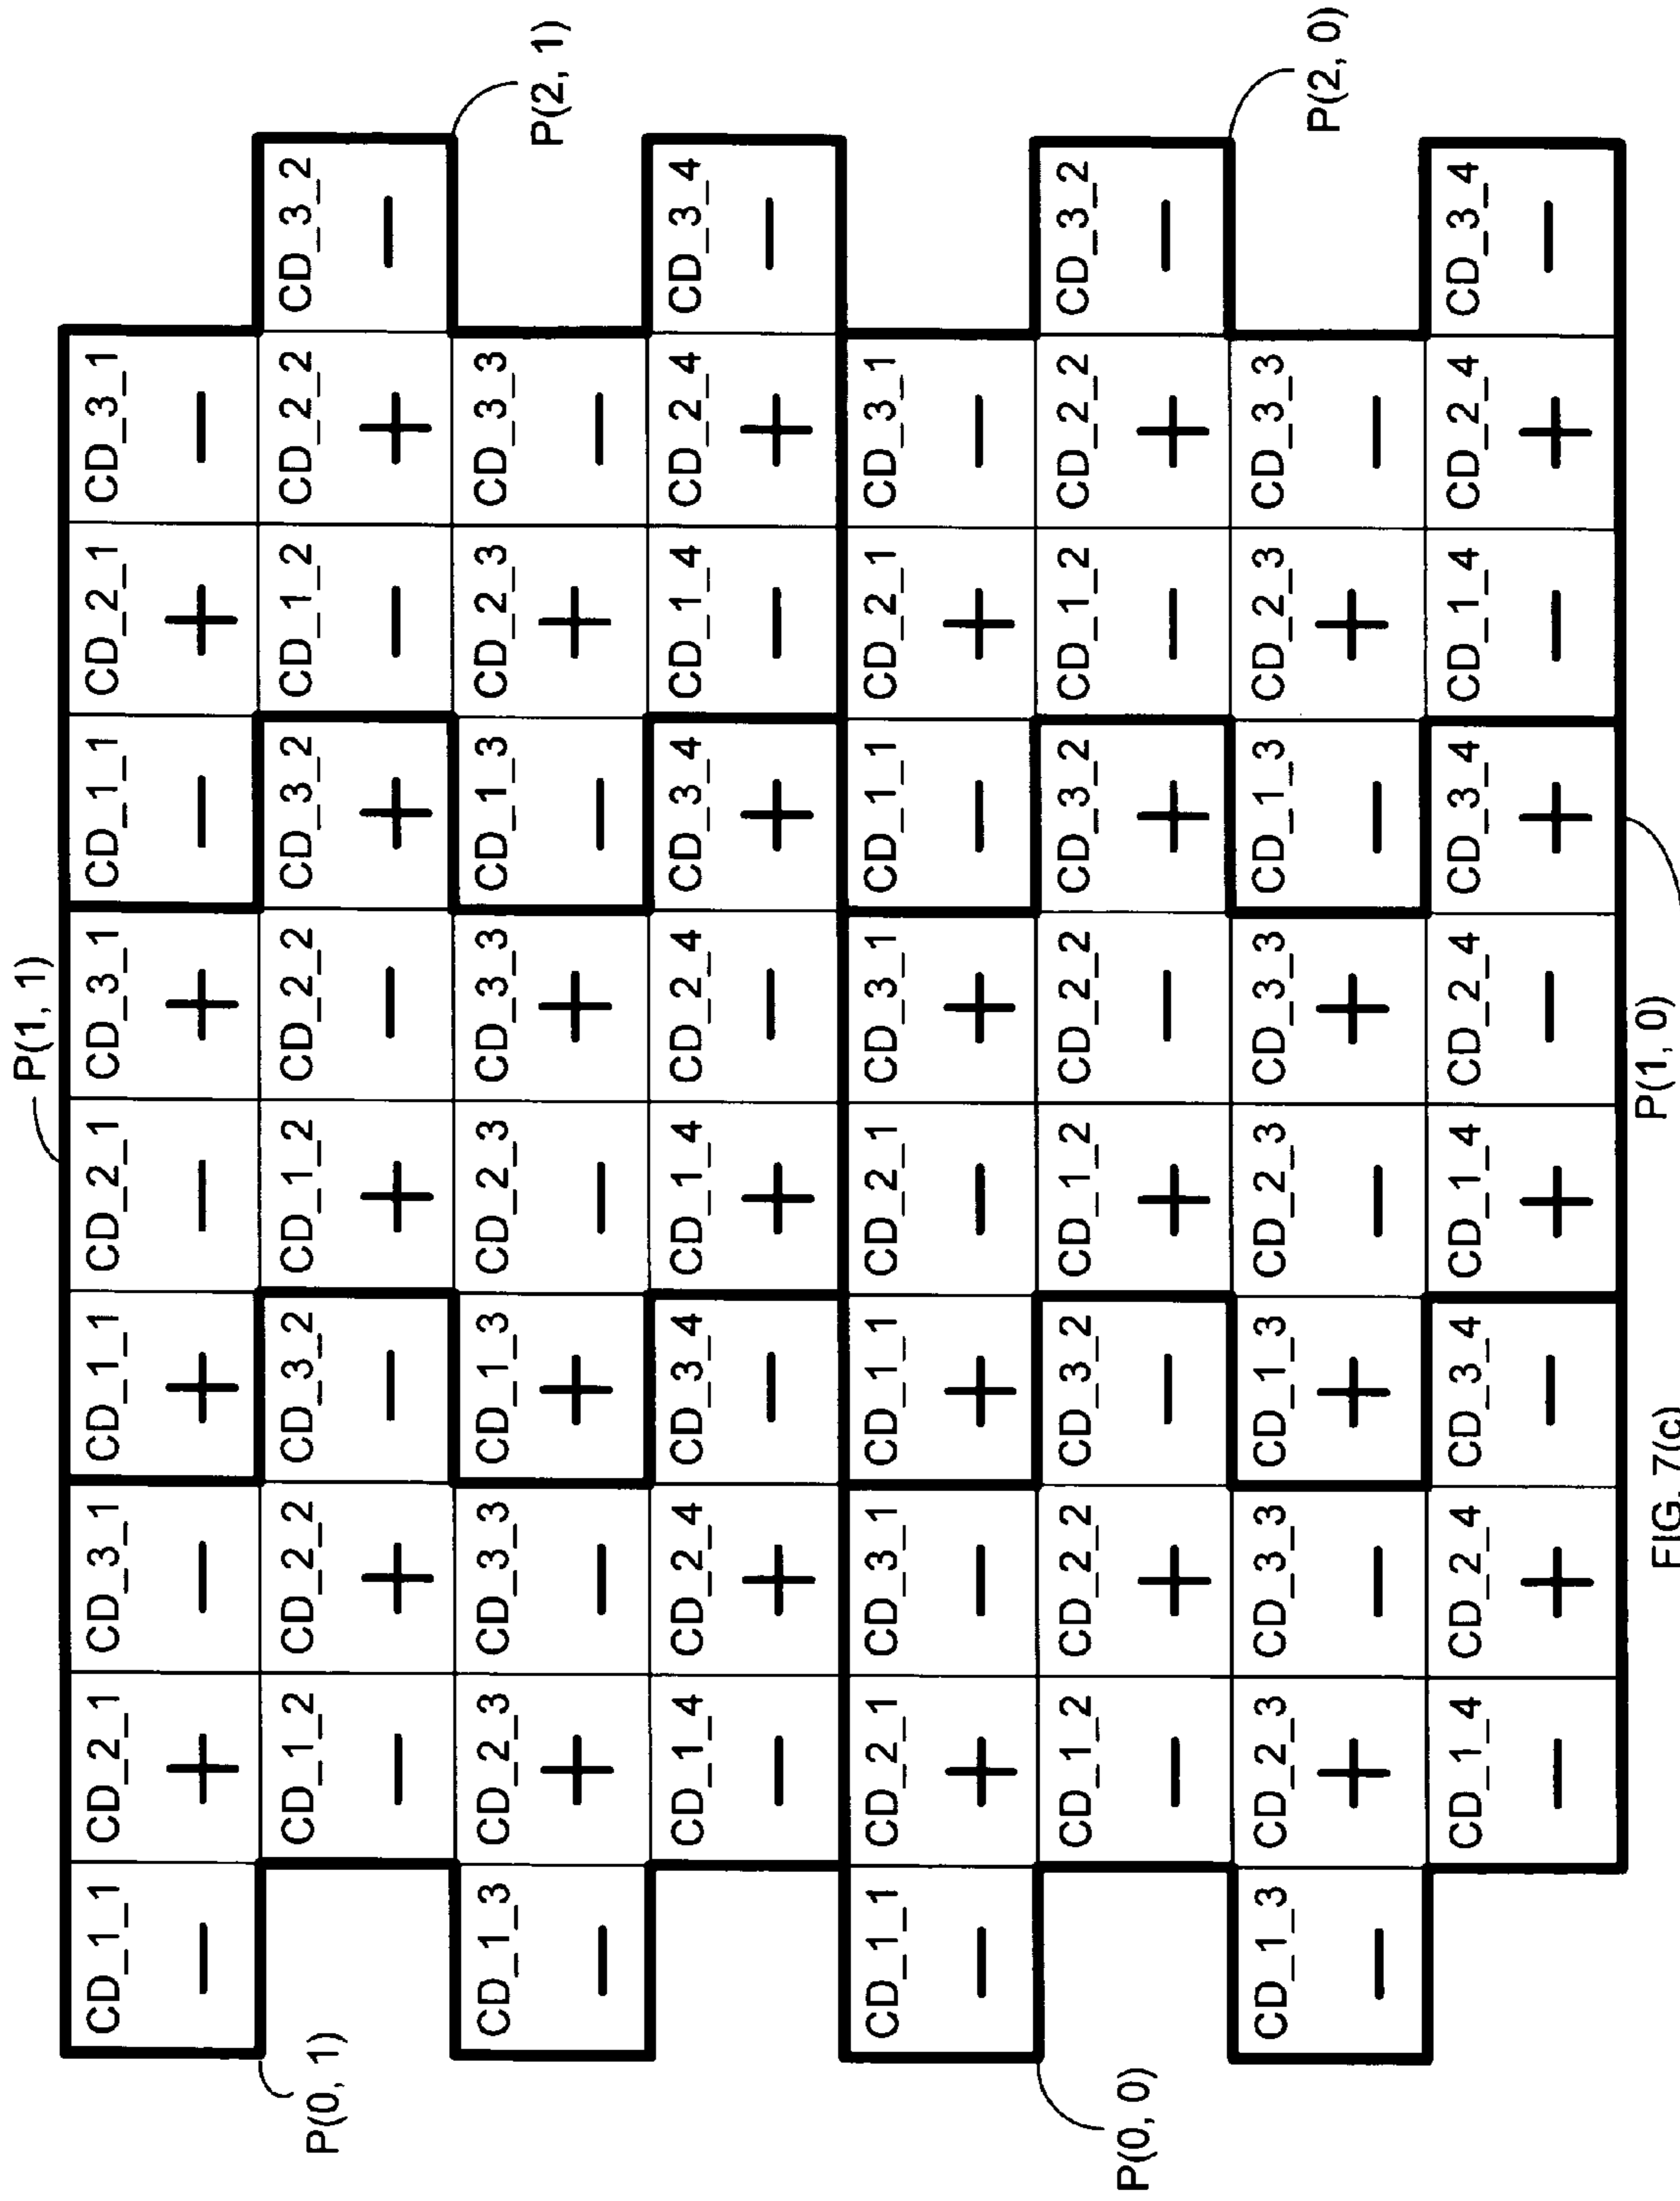 P(1, 1)
CD_1_1 CD_2_1 CD_3_1 CD_1_1 CD_2_1 CD_3_1 CD_1_1 CD_2_1 CD_3_1
− + − + − + − + −
P(0, 1)
CD_1_2 CD_2_2 CD_3_2 CD_1_2 CD_2_2 CD_3_2 CD_1_2 CD_2_2 CD_3_2
− + − + − + − + −
P(2, 1)
CD_1_3 CD_2_3 CD_3_3 CD_1_3 CD_2_3 CD_3_3 CD_1_3 CD_2_3 CD_3_3
− + − + − + − + −
CD_1_4 CD_2_4 CD_3_4 CD_1_4 CD_2_4 CD_3_4 CD_1_4 CD_2_4 CD_3_4
− + − + − + − + −
CD_1_1 CD_2_1 CD_3_1 CD_1_1 CD_2_1 CD_3_1 CD_1_1 CD_2_1 CD_3_1
− + − + − + − + −
P(0, 0)
CD_1_2 CD_2_2 CD_3_2 CD_1_2 CD_2_2 CD_3_2 CD_1_2 CD_2_2 CD_3_2
− + − + − + − + −
P(2, 0)
CD_1_3 CD_2_3 CD_3_3 CD_1_3 CD_2_3 CD_3_3 CD_1_3 CD_2_3 CD_3_3
− + − + − + − + −
CD_1_4 CD_2_4 CD_3_4 CD_1_4 CD_2_4 CD_3_4 CD_1_4 CD_2_4 CD_3_4
− + − + − + − + −
P(1, 0)
FIG. 7(c)